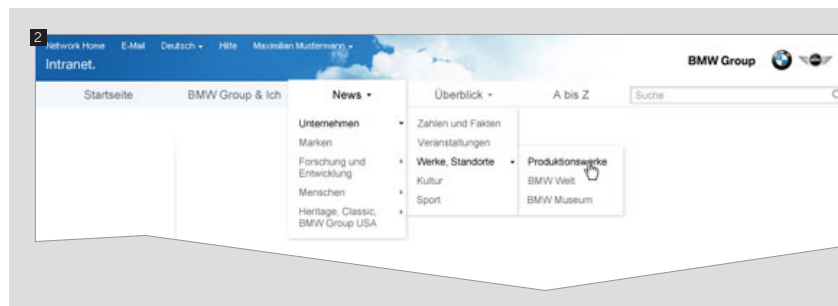 2
Network Home E-Mail Deutsch Hilfe Maximilian Mustermann
Intranet.
BMW Group
Startseite BMW Group & Ich News Überblick A bis Z Suche
Unternehmen
Marken
Forschung und
Entwicklung
Menschen
Heritage, Classic,
BMW Group USA
Zahlen und Fakten
Veranstaltungen
Werke, Standorte
Kultur
Sport
Produktionswerke
BMW Welt
BMW Museum